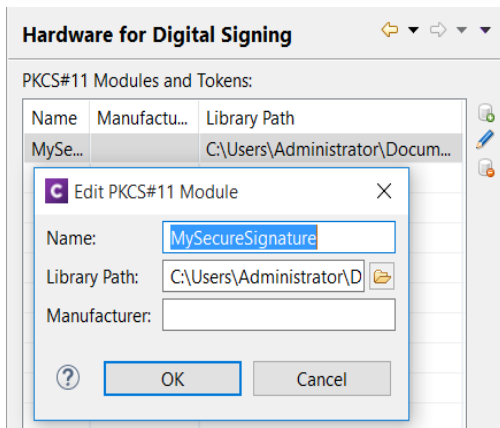 Hardware for Digital Signing
PKCS#11 Modules and Tokens:
Name Manufactu... Library Path
MySe... C:\Users\Administrator\Docum...
C Edit PKCS#11 Module
Name: MySecureSignature
Library Path: C:\Users\Administrator\D
Manufacturer:
? OK Cancel